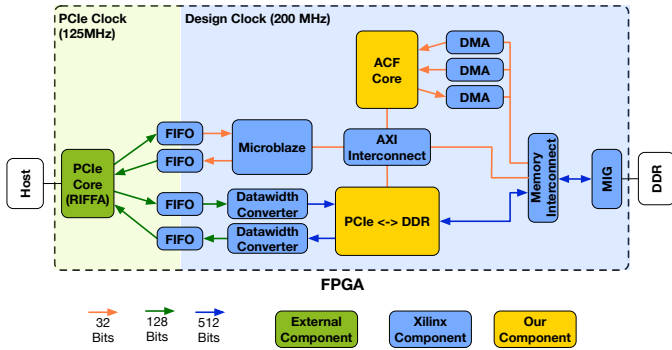 PCIe Clock
(125MHz)
Design Clock (200 MHz)
ACF
Core
DMA
DMA
DMA
FIFO
FIFO
Microblaze
AXI
Interconnect
Host
PCIe
Core
(RIFFA)
FIFO
Datawidth
Converter
PCIe <-> DDR
FIFO
Datawidth
Converter
Memory
Interconnect
MIG
DDR
FPGA
32
Bits
128
Bits
512
Bits
External
Component
Xilinx
Component
Our
Component